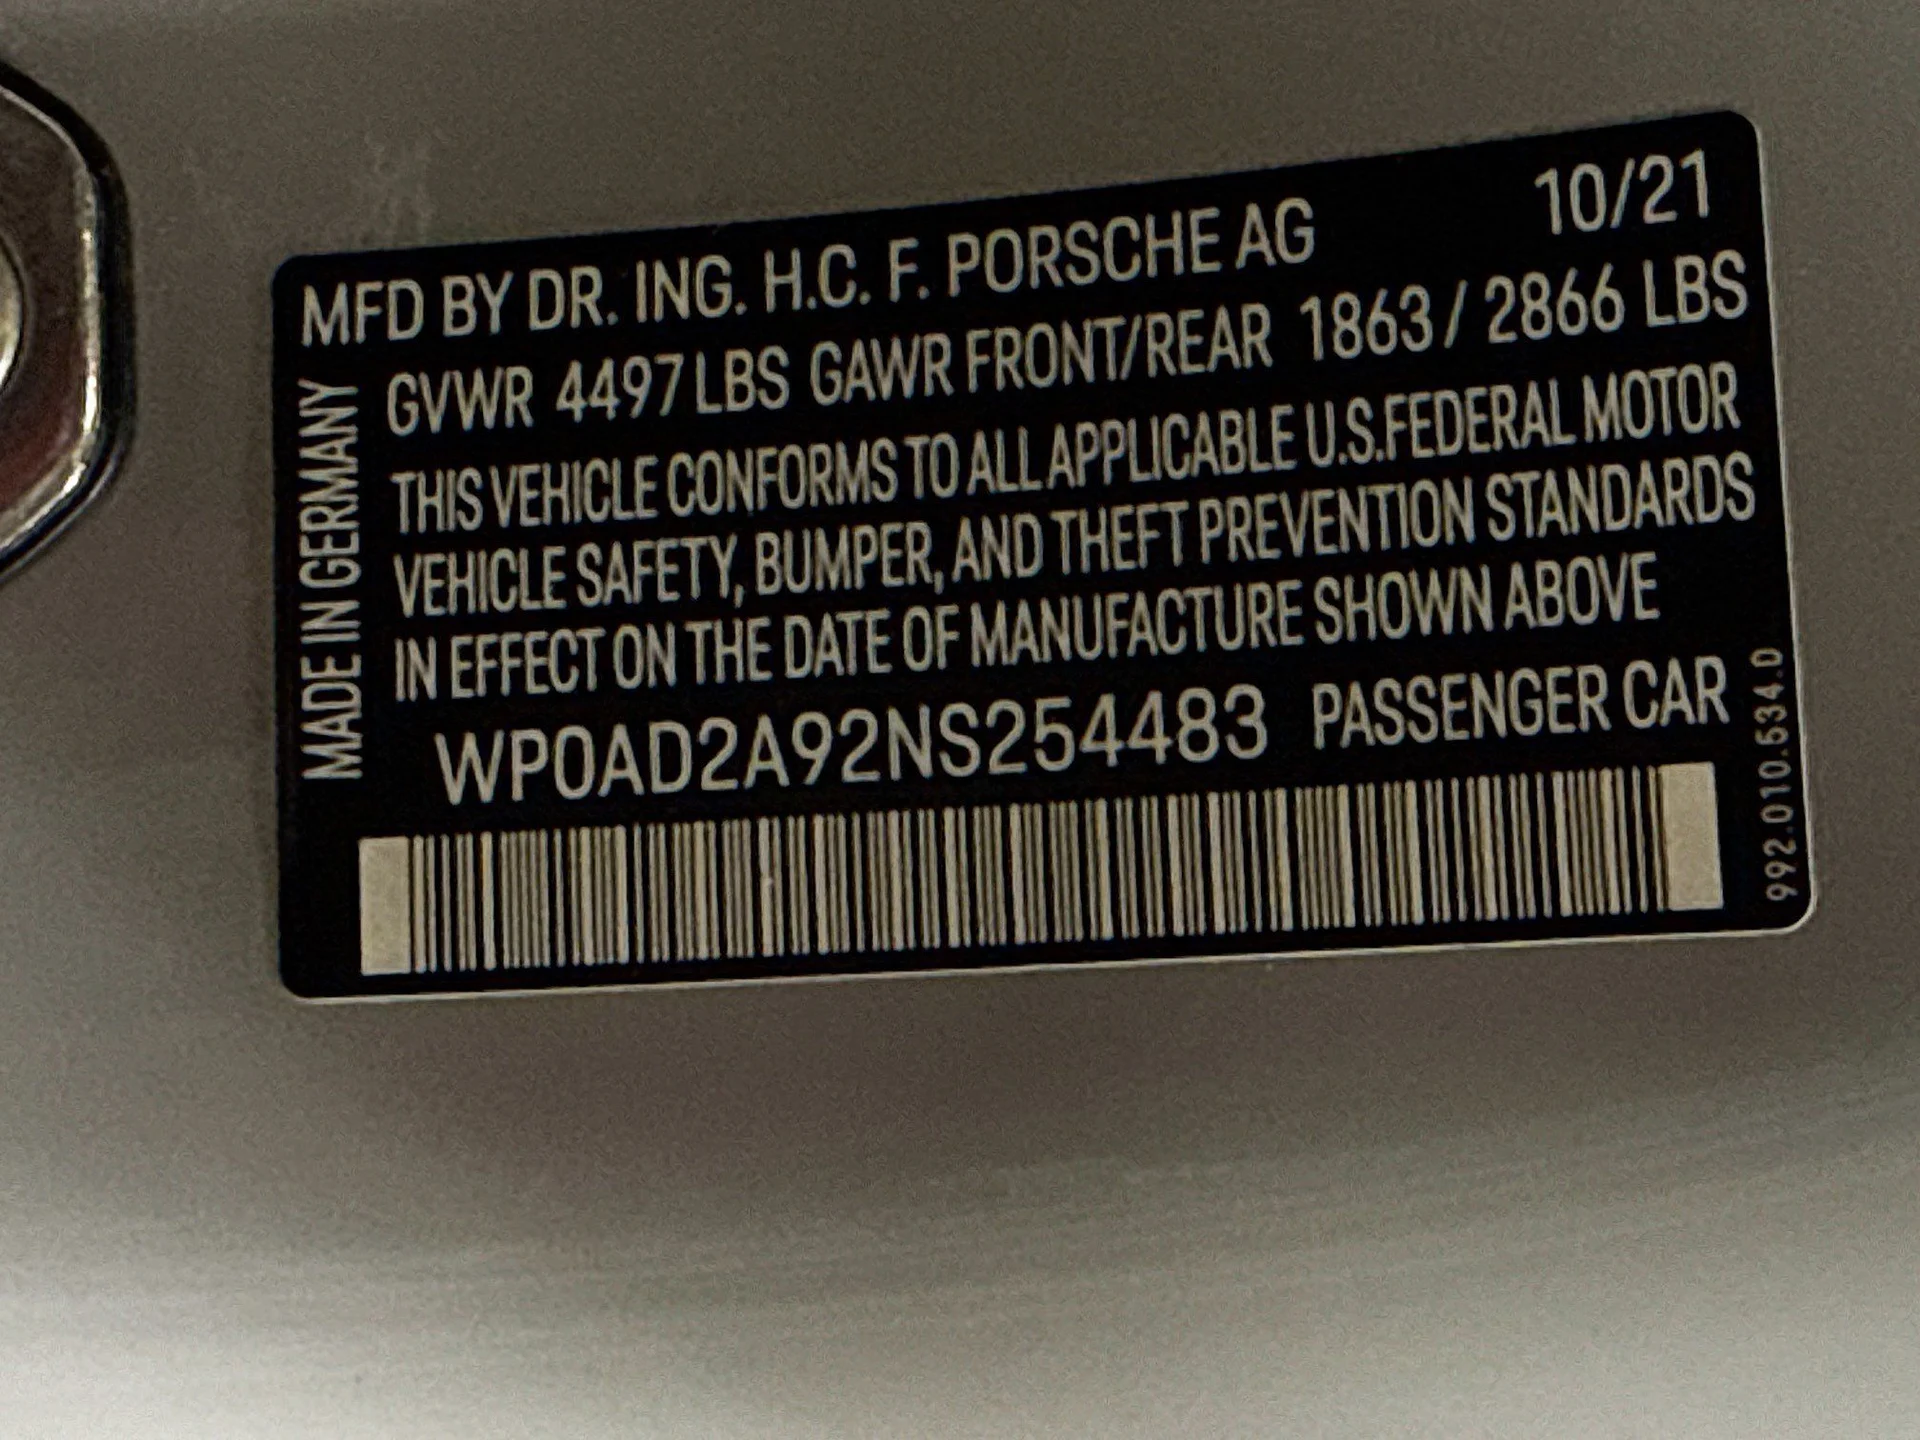 MFD BY DR. ING. H.C. F. PORSCHE AG 10/21
GVWR 4497 LBS GAWR FRONT/REAR 1863 / 2866 LBS
THIS VEHICLE CONFORMS TO ALL APPLICABLE U.S.FEDERAL MOTOR
VEHICLE SAFETY, BUMPER, AND THEFT PREVENTION STANDARDS
IN EFFECT ON THE DATE OF MANUFACTURE SHOWN ABOVE
WP0AD2A92NS254483 PASSENGER CAR
MADE IN GERMANY
992.010.534.D